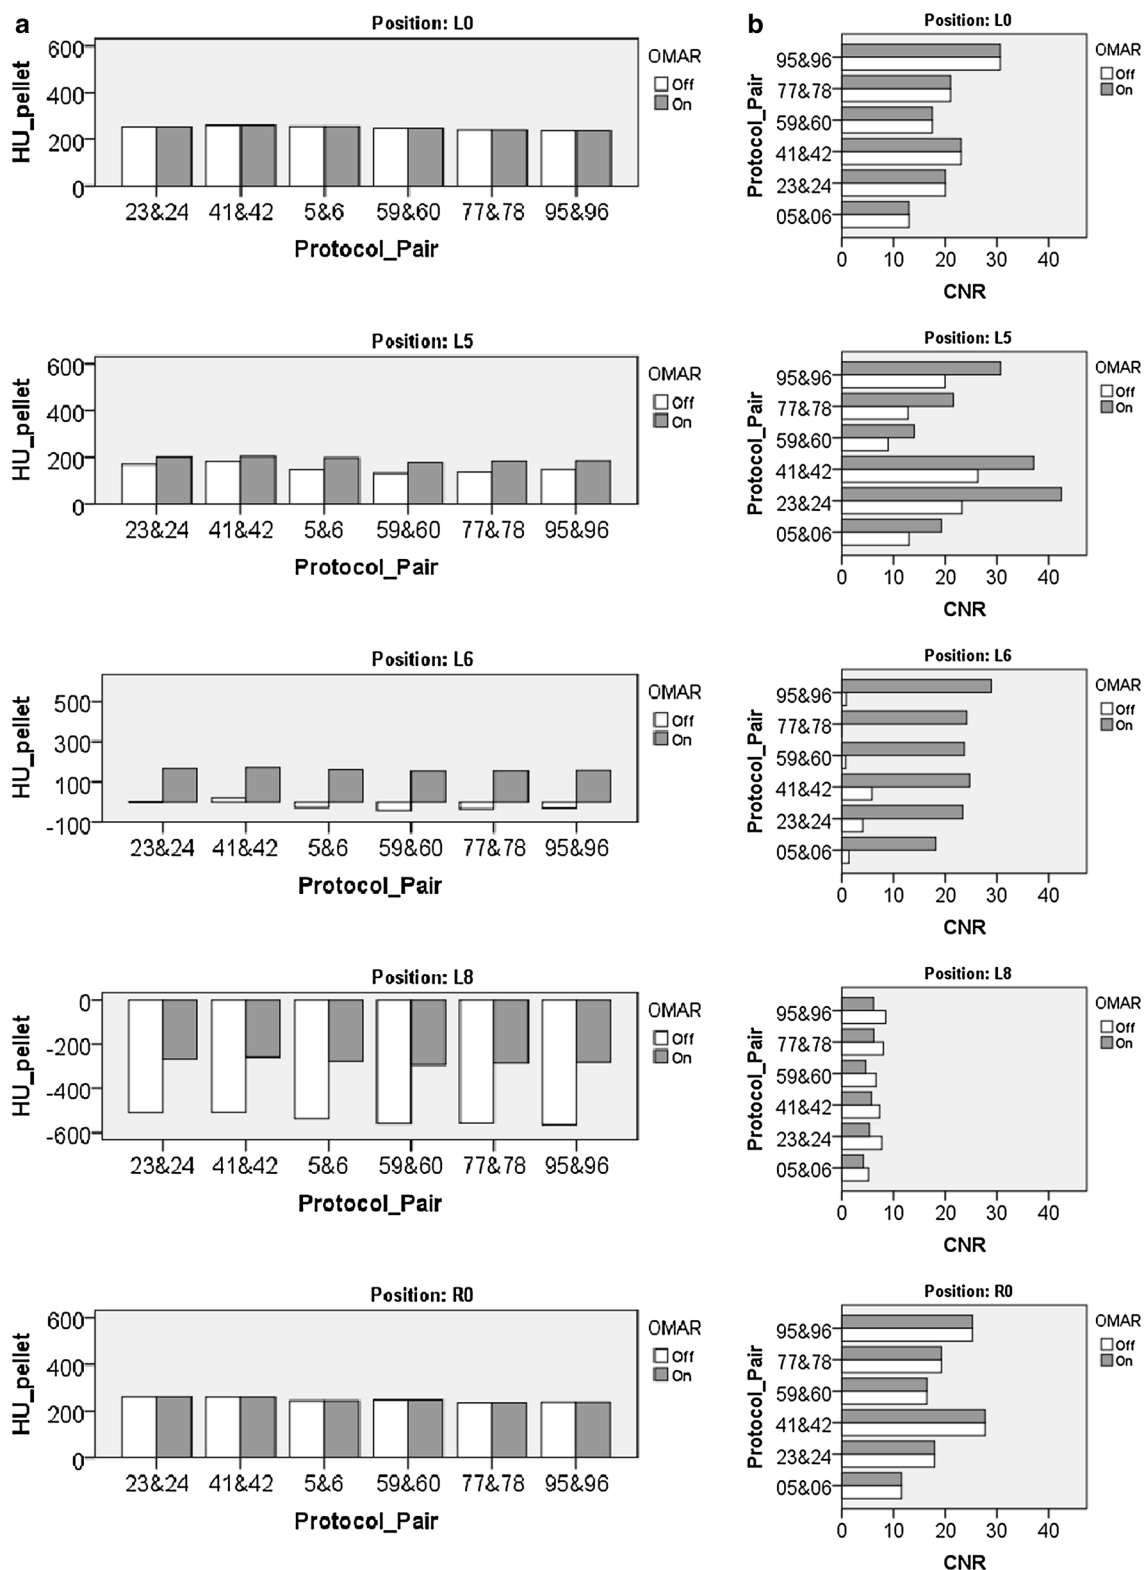 a
Position: L0
HU_pellet
600
400
200
0
23&24 41&42 5&6 59&60 77&78 95&96
Protocol_Pair
OMAR
Off
On
Position: L5
HU_pellet
600
400
200
0
23&24 41&42 5&6 59&60 77&78 95&96
Protocol_Pair
OMAR
Off
On
Position: L6
HU_pellet
500
300
100
-100
23&24 41&42 5&6 59&60 77&78 95&96
Protocol_Pair
OMAR
Off
On
Position: L8
HU_pellet
0
-200
-400
-600
23&24 41&42 5&6 59&60 77&78 95&96
Protocol_Pair
OMAR
Off
On
Position: R0
HU_pellet
600
400
200
0
23&24 41&42 5&6 59&60 77&78 95&96
Protocol_Pair
OMAR
Off
On
b
Position: L0
Protocol_Pair
95&96
77&78
59&60
41&42
23&24
05&06
0 10 20 30 40
CNR
OMAR
Off
On
Position: L5
Protocol_Pair
95&96
77&78
59&60
41&42
23&24
05&06
0 10 20 30 40
CNR
OMAR
Off
On
Position: L6
Protocol_Pair
95&96
77&78
59&60
41&42
23&24
05&06
0 10 20 30 40
CNR
OMAR
Off
On
Position: L8
Protocol_Pair
95&96
77&78
59&60
41&42
23&24
05&06
0 10 20 30 40
CNR
OMAR
Off
On
Position: R0
Protocol_Pair
95&96
77&78
59&60
41&42
23&24
05&06
0 10 20 30 40
CNR
OMAR
Off
On